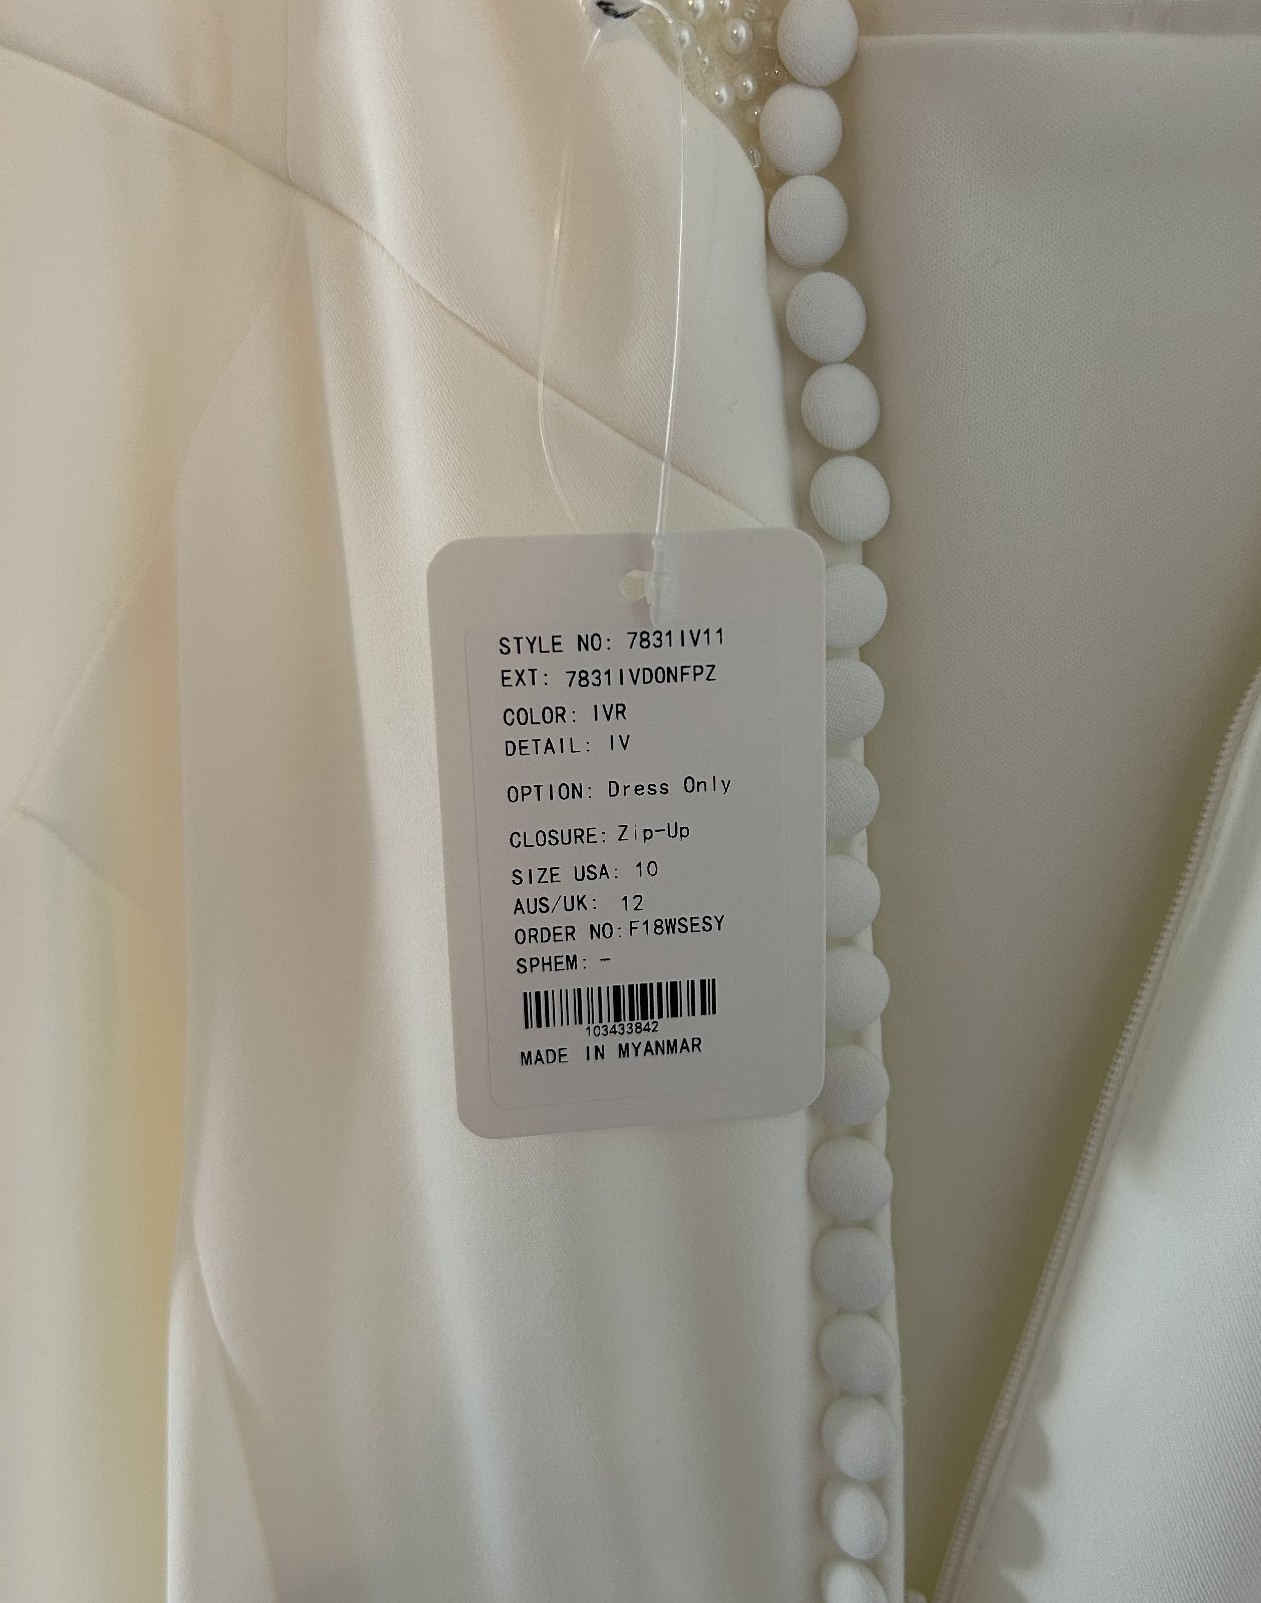 STYLE NO: 7831IV11
EXT: 7831IVDONFPZ
COLOR: IVR
DETAIL: IV
OPTION: Dress Only
CLOSURE: Zip-Up
SIZE USA: 10
AUS/UK: 12
ORDER NO:F18WSESY
SPHEM: -
103433842
MADE IN MYANMAR